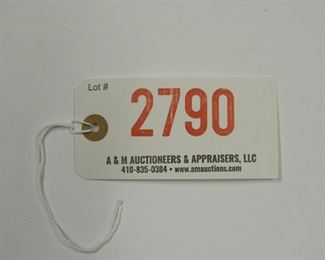 Lot #
2790
A & M AUCTIONEERS & APPRAISERS, LLC
410-835-0384 • www.amauctions.com